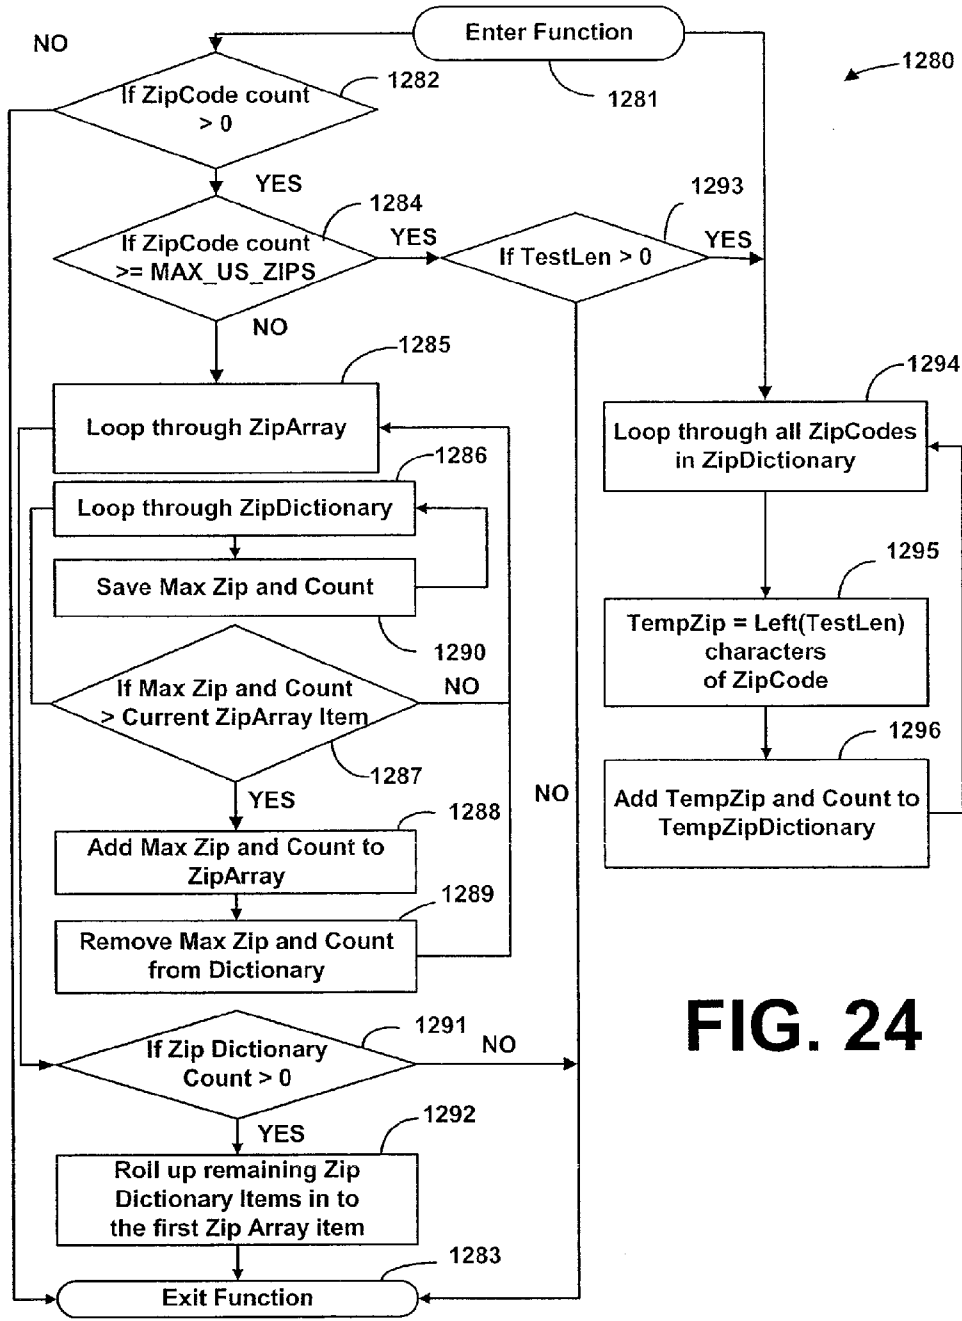 NO
Enter Function
1280
1282
1281
If ZipCode count
> 0
YES
1284
1293
If ZipCode count
>= MAX_US_ZIPS
YES
If TestLen > 0
YES
NO
1285
1294
Loop through ZipArray
Loop through all ZipCodes
in ZipDictionary
1286
Loop through ZipDictionary
1295
Save Max Zip and Count
TempZip = Left(TestLen)
characters
of ZipCode
1290
If Max Zip and Count
> Current ZipArray Item
NO
1296
1287
YES
NO
Add TempZip and Count to
TempZipDictionary
1288
Add Max Zip and Count to
ZipArray
1289
Remove Max Zip and Count
from Dictionary
FIG. 24
1291
If Zip Dictionary
Count > 0
NO
YES
1292
Roll up remaining Zip
Dictionary Items in to
the first Zip Array item
1283
Exit Function